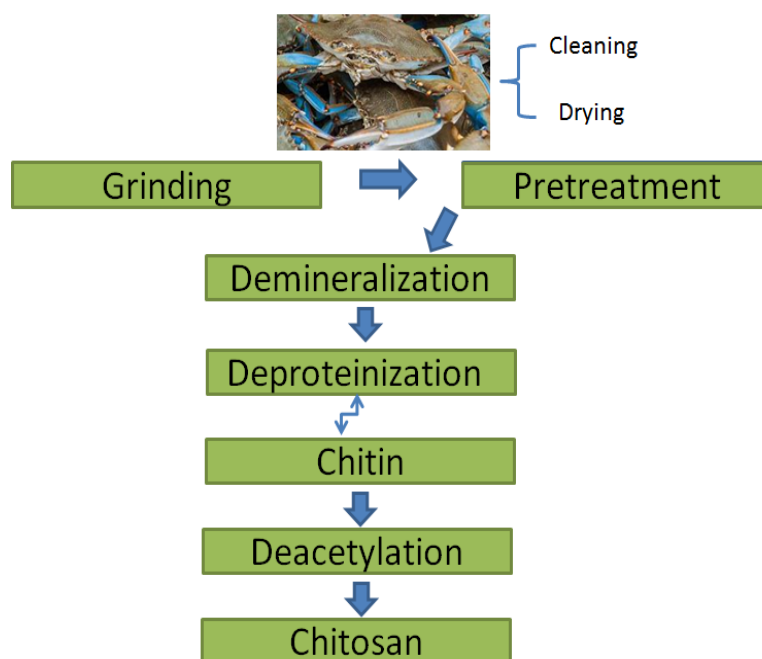 Cleaning
Drying
Grinding
Pretreatment
Demineralization
Deproteinization
Chitin
Deacetylation
Chitosan